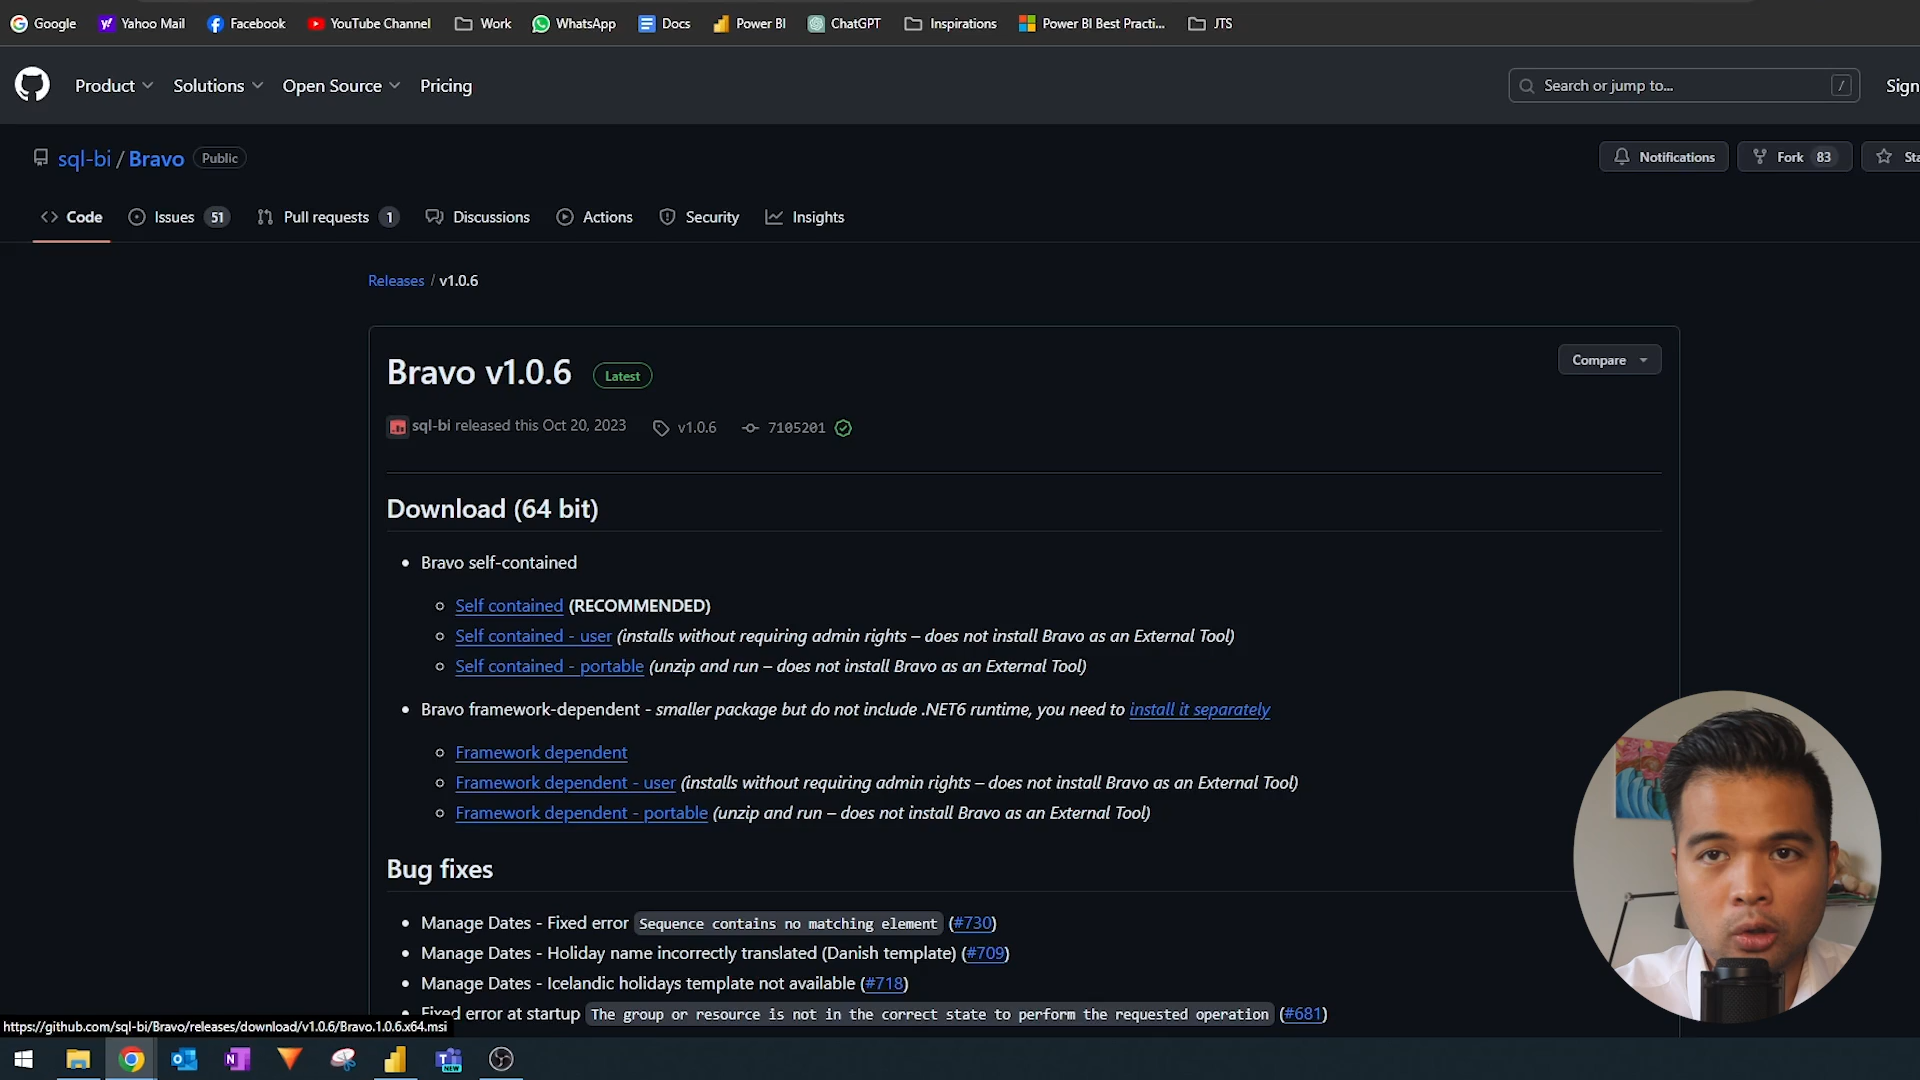 Google Yahoo Mail Facebook YouTube Channel Work WhatsApp Docs Power BI ChatGPT Inspirations Power BI Best Practi... JTS
Product Solutions Open Source Pricing Search or jump to... / Sign
sql-bi / Bravo Public Notifications Fork 83 Sta
Code Issues 51 Pull requests 1 Discussions Actions Security Insights
Releases / v1.0.6
Bravo v1.0.6 Latest Compare
sql-bi released this Oct 20, 2023 v1.0.6 7105201
Download (64 bit)
Bravo self-contained
Self contained (RECOMMENDED)
Self contained - user (installs without requiring admin rights – does not install Bravo as an External Tool)
Self contained - portable (unzip and run – does not install Bravo as an External Tool)
Bravo framework-dependent - smaller package but do not include .NET6 runtime, you need to install it separately
Framework dependent
Framework dependent - user (installs without requiring admin rights – does not install Bravo as an External Tool)
Framework dependent - portable (unzip and run – does not install Bravo as an External Tool)
Bug fixes
Manage Dates - Fixed error Sequence contains no matching element (#730)
Manage Dates - Holiday name incorrectly translated (Danish template) (#709)
Manage Dates - Icelandic holidays template not available (#718)
Fixed error at startup The group or resource is not in the correct state to perform the requested operation (#681)
https://github.com/sql-bi/Bravo/releases/download/v1.0.6/Bravo.1.0.6.x64.msi
NEW